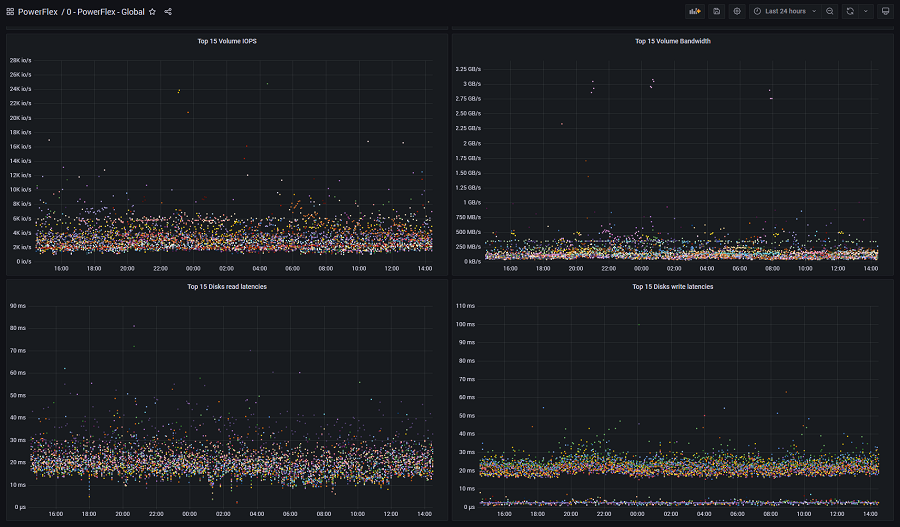 PowerFlex / 0 - PowerFlex - Global
Last 24 hours
Top 15 Volume IOPS
28K io/s
26K io/s
24K io/s
22K io/s
20K io/s
18K io/s
16K io/s
14K io/s
12K io/s
10K io/s
8K io/s
6K io/s
4K io/s
2K io/s
0 io/s
16:00 18:00 20:00 22:00 00:00 02:00 04:00 06:00 08:00 10:00 12:00 14:00
Top 15 Volume Bandwidth
3.25 GB/s
3 GB/s
2.75 GB/s
2.50 GB/s
2.25 GB/s
2 GB/s
1.75 GB/s
1.50 GB/s
1.25 GB/s
1 GB/s
750 MB/s
500 MB/s
250 MB/s
0 kB/s
16:00 18:00 20:00 22:00 00:00 02:00 04:00 06:00 08:00 10:00 12:00 14:00
Top 15 Disks read latencies
90 ms
80 ms
70 ms
60 ms
50 ms
40 ms
30 ms
20 ms
10 ms
0 µs
16:00 18:00 20:00 22:00 00:00 02:00 04:00 06:00 08:00 10:00 12:00 14:00
Top 15 Disks write latencies
110 ms
100 ms
90 ms
80 ms
70 ms
60 ms
50 ms
40 ms
30 ms
20 ms
10 ms
0 µs
16:00 18:00 20:00 22:00 00:00 02:00 04:00 06:00 08:00 10:00 12:00 14:00